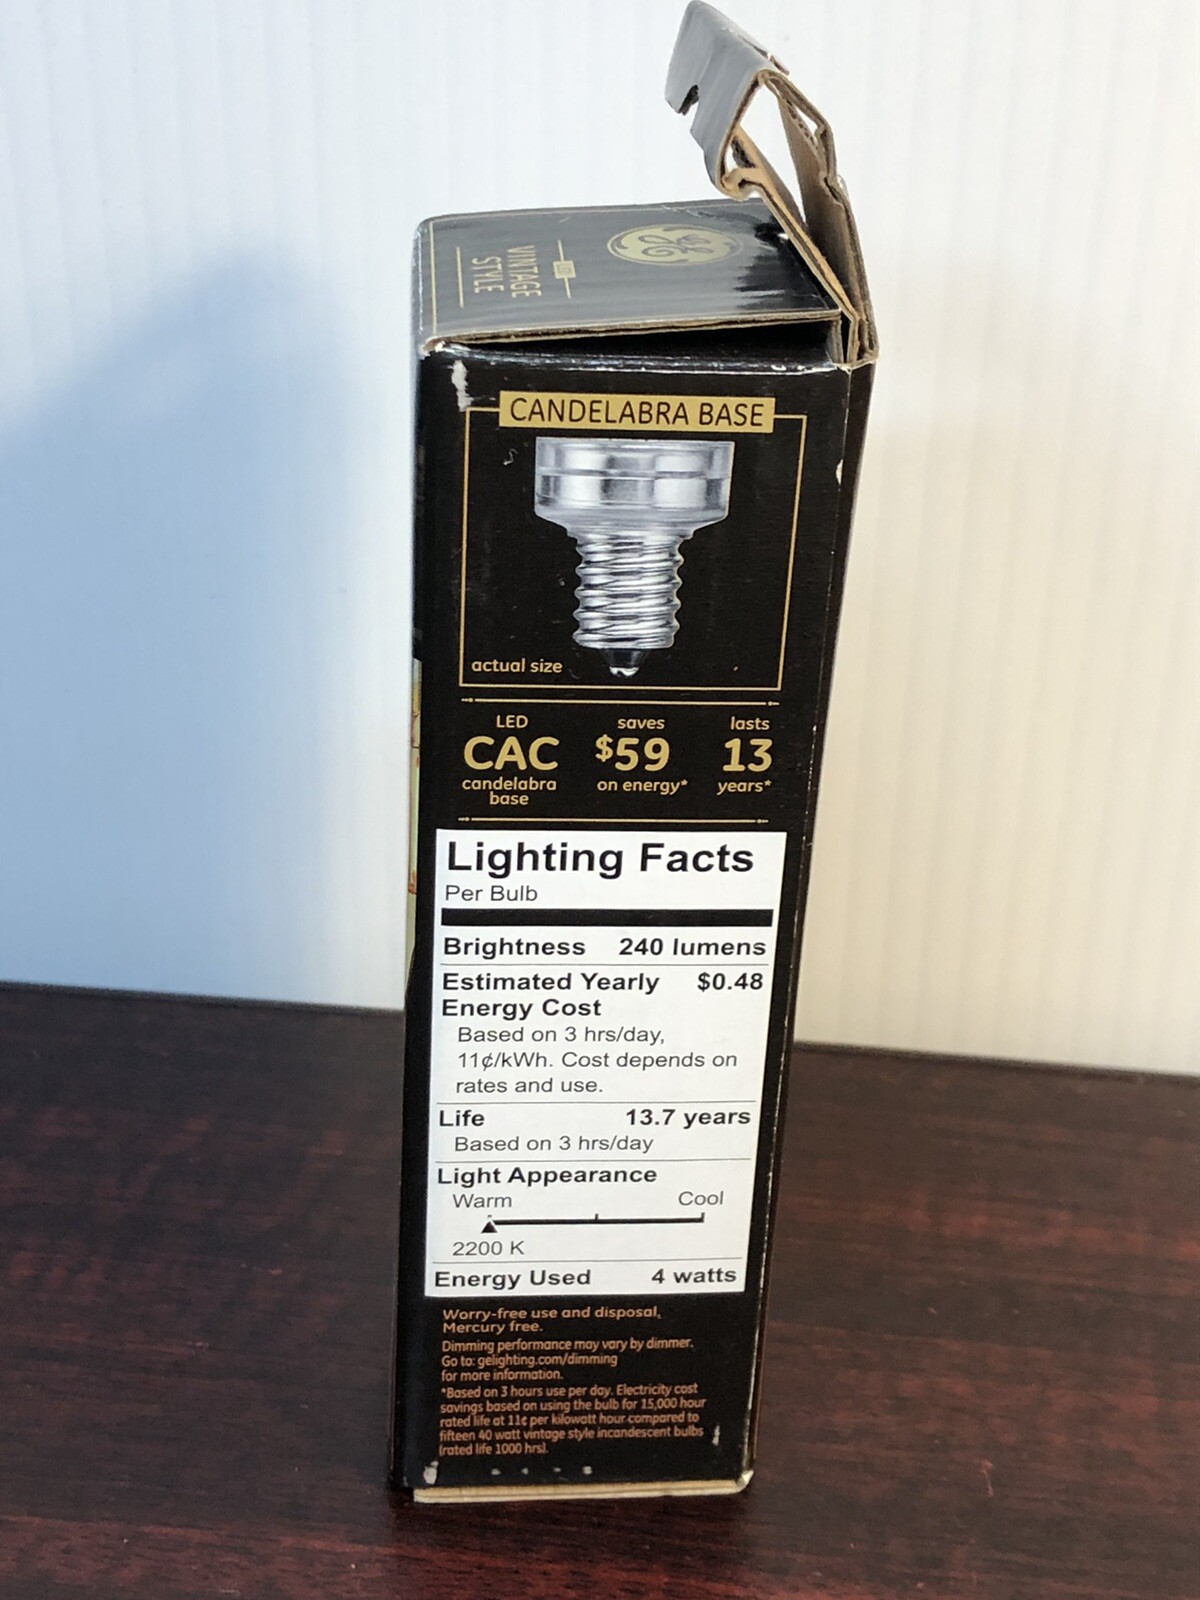 GE
LED
VINTAGE
STYLE
CANDELABRA BASE
actual size
LED
CAC
candelabra
base
saves
$59
on energy*
lasts
13
years*
Lighting Facts
Per Bulb
Brightness 240 lumens
Estimated Yearly $0.48
Energy Cost
Based on 3 hrs/day,
11¢/kWh. Cost depends on
rates and use.
Life 13.7 years
Based on 3 hrs/day
Light Appearance
Warm Cool
2200 K
Energy Used 4 watts
Worry-free use and disposal,
Mercury free.
Dimming performance may vary by dimmer.
Go to: gelighting.com/dimming
for more information.
*Based on 3 hours use per day. Electricity cost
savings based on using the bulb for 15,000 hour
rated life at 11¢ per kilowatt hour compared to
fifteen 40 watt vintage style incandescent bulbs
(rated life 1000 hrs).